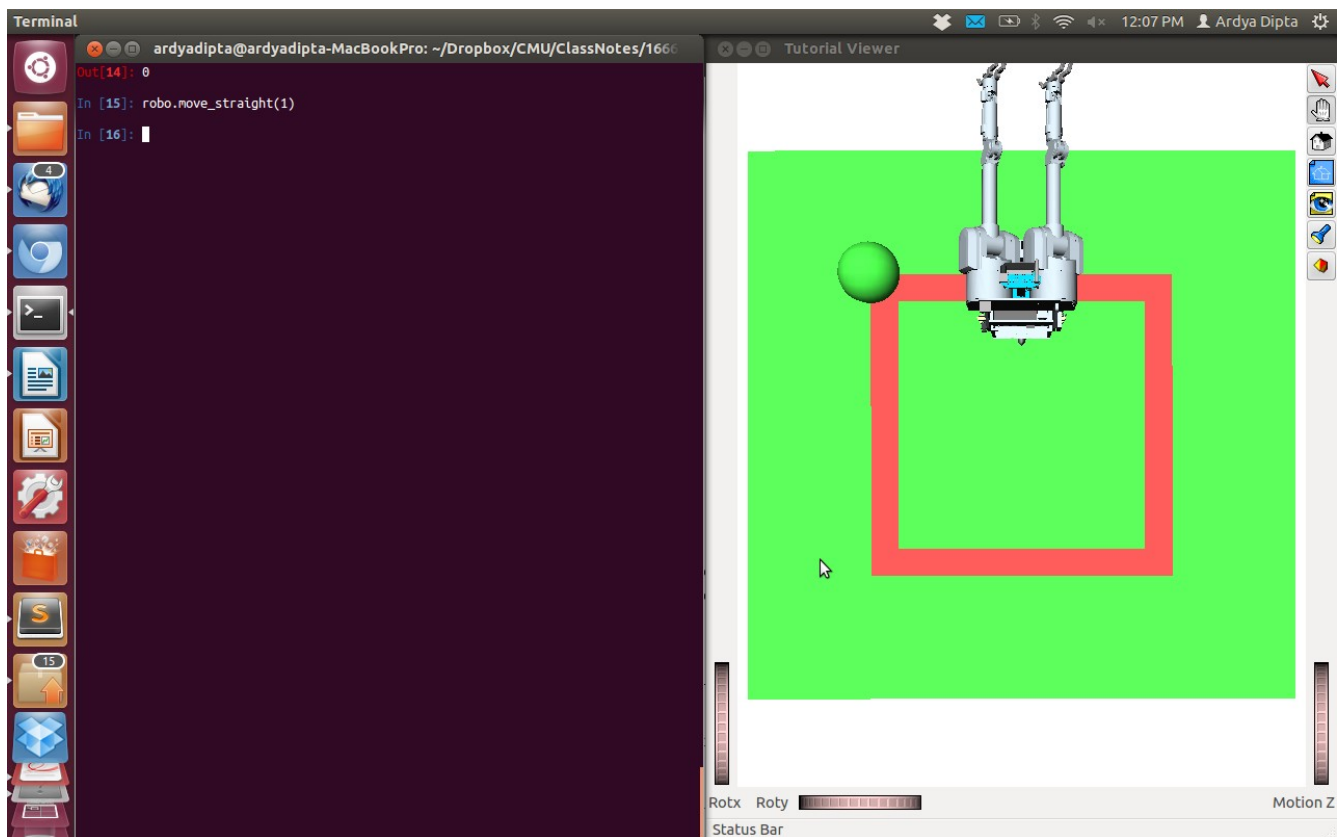 Terminal
12:07 PM Ardya Dipta
ardyadipta@ardyadipta-MacBookPro: ~/Dropbox/CMU/ClassNotes/1666
Tutorial Viewer
Out[14]: 0
In [15]: robo.move_straight(1)
In [16]:
4
>_
S
15
Rotx Roty Motion Z
Status Bar